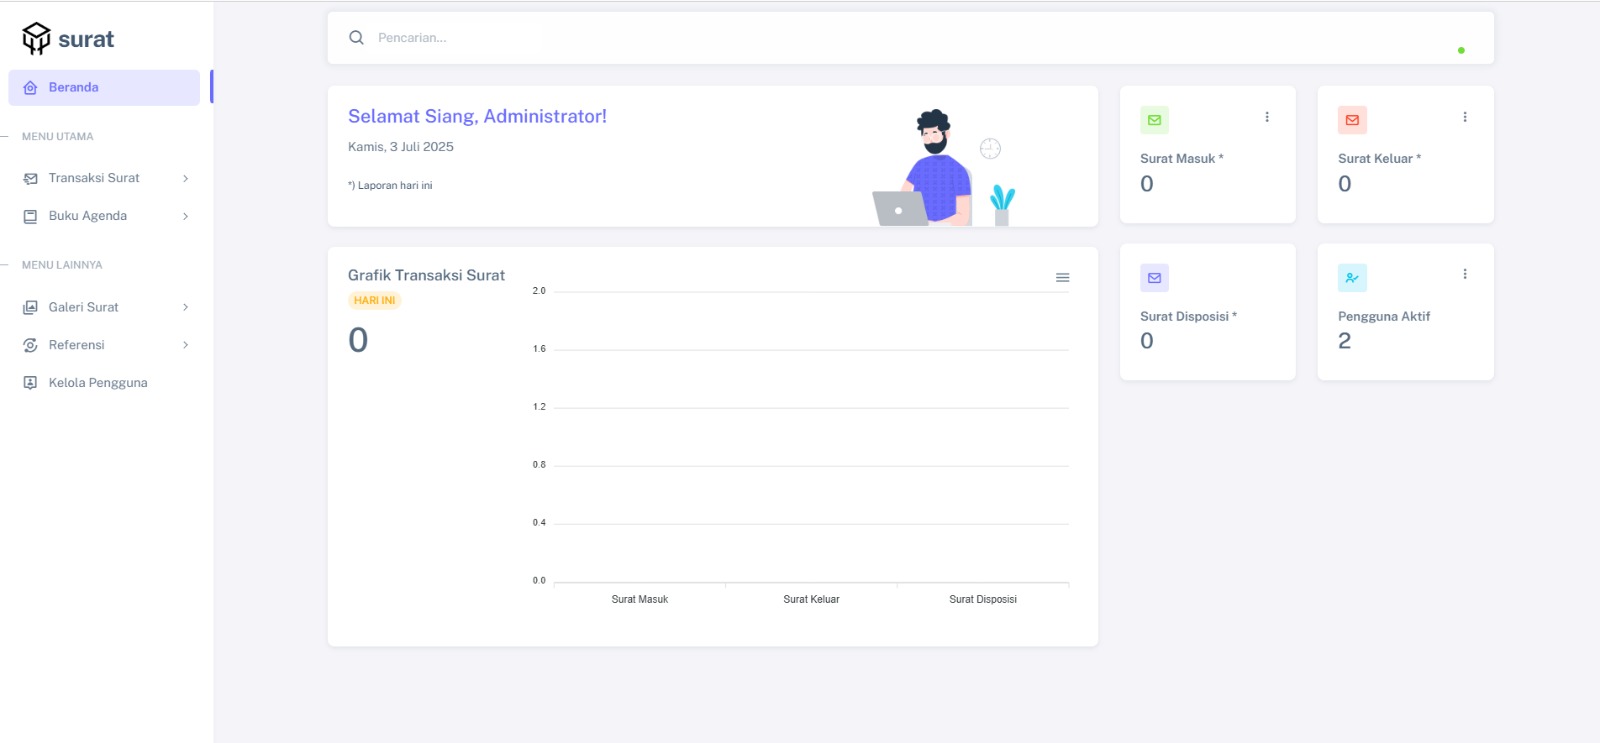 surat
Pencarian...
Beranda
MENU UTAMA
Transaksi Surat
Buku Agenda
MENU LAINNYA
Galeri Surat
Referensi
Kelola Pengguna
Selamat Siang, Administrator!
Kamis, 3 Juli 2025
*) Laporan hari ini
Surat Masuk *
0
Surat Keluar *
0
Surat Disposisi *
0
Pengguna Aktif
2
Grafik Transaksi Surat
HARI INI
0
2.0
1.6
1.2
0.8
0.4
0.0
Surat Masuk Surat Keluar Surat Disposisi